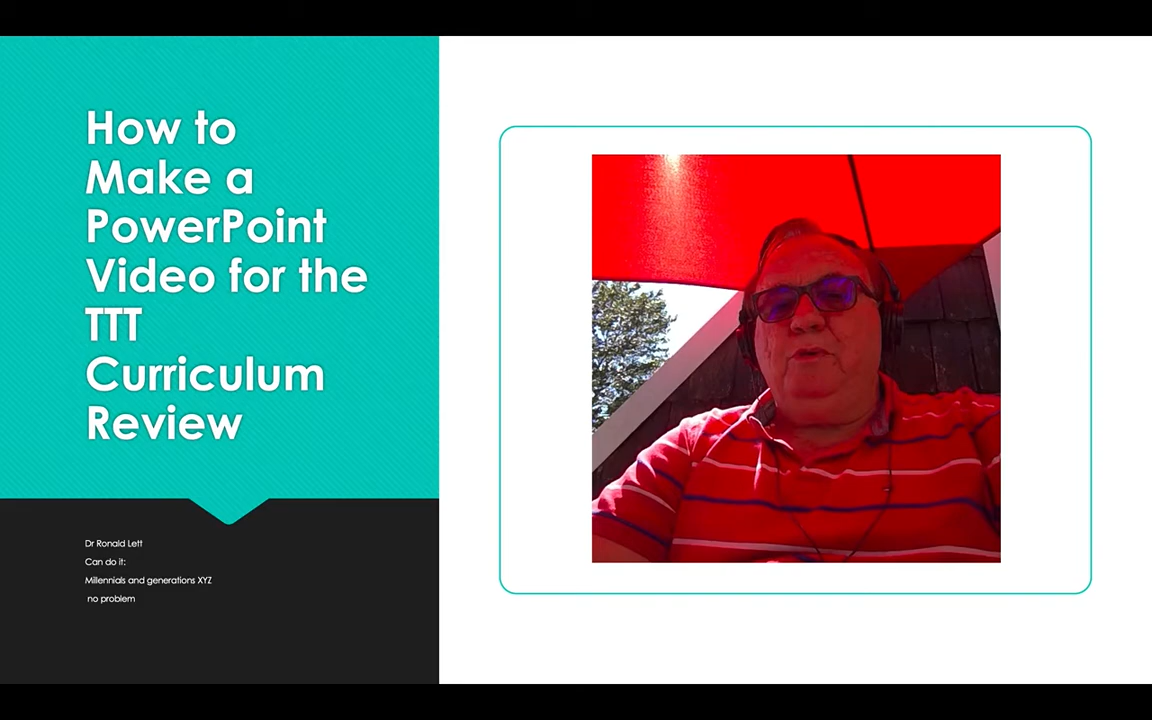 How to
Make a
PowerPoint
Video for the
TTT
Curriculum
Review
Dr Ronald Lett
Can do it:
Millennials and generations XYZ
no problem